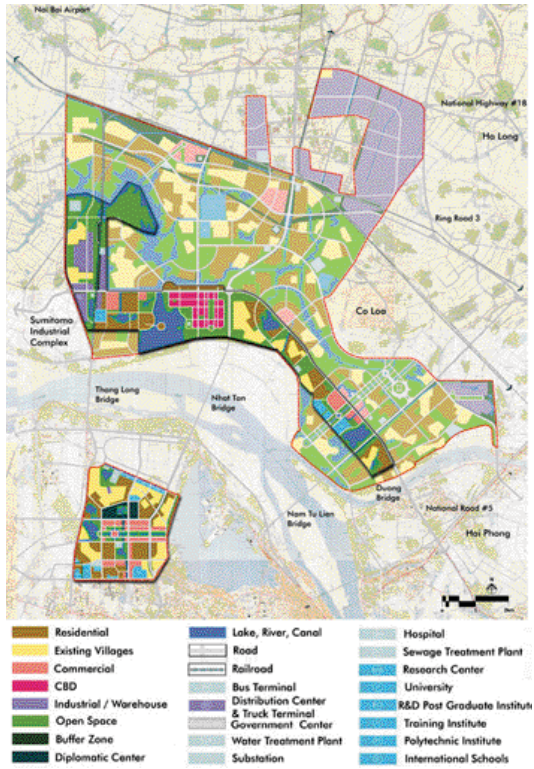 Noi Bai Airport
National Highway #18
Ha Long
Ring Road 3
Co Loa
Sumitomo
Industrial
Complex
Thang Long
Bridge
Nhat Tan
Bridge
Duong
Bridge
Nam Tu Lien
Bridge
National Road #5
Hai Phong
N
0
2km
Residential
Existing Villages
Commercial
CBD
Industrial / Warehouse
Open Space
Buffer Zone
Diplomatic Center
Lake, River, Canal
Road
Railroad
Bus Terminal
Distribution Center
& Truck Terminal
Government Center
Water Treatment Plant
Substation
Hospital
Sewage Treatment Plant
Research Center
University
R&D Post Graduate Institute
Training Institute
Polytechnic Institute
International Schools